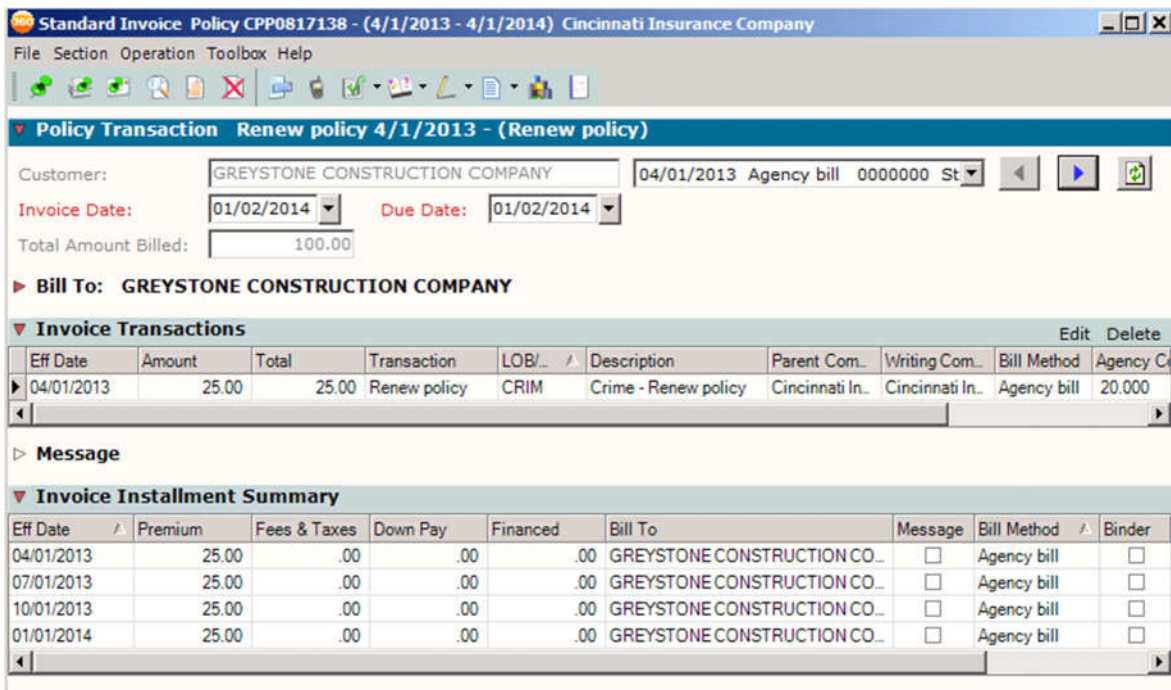 360 Standard Invoice Policy CPP0817138 - (4/1/2013 - 4/1/2014) Cincinnati Insurance Company
File Section Operation Toolbox Help
Policy Transaction Renew policy 4/1/2013 - (Renew policy)
Customer: GREYSTONE CONSTRUCTION COMPANY 04/01/2013 Agency bill 0000000 St
Invoice Date: 01/02/2014 Due Date: 01/02/2014
Total Amount Billed: 100.00
Bill To: GREYSTONE CONSTRUCTION COMPANY
Invoice Transactions Edit Delete
Eff Date Amount Total Transaction LOB/... Description Parent Com... Writing Com... Bill Method Agency Co
04/01/2013 25.00 25.00 Renew policy CRIM Crime - Renew policy Cincinnati In... Cincinnati In... Agency bill 20.000
Message
Invoice Installment Summary
Eff Date Premium Fees & Taxes Down Pay Financed Bill To Message Bill Method Binder
04/01/2013 25.00 .00 .00 .00 GREYSTONE CONSTRUCTION CO... Agency bill
07/01/2013 25.00 .00 .00 .00 GREYSTONE CONSTRUCTION CO... Agency bill
10/01/2013 25.00 .00 .00 .00 GREYSTONE CONSTRUCTION CO... Agency bill
01/01/2014 25.00 .00 .00 .00 GREYSTONE CONSTRUCTION CO... Agency bill